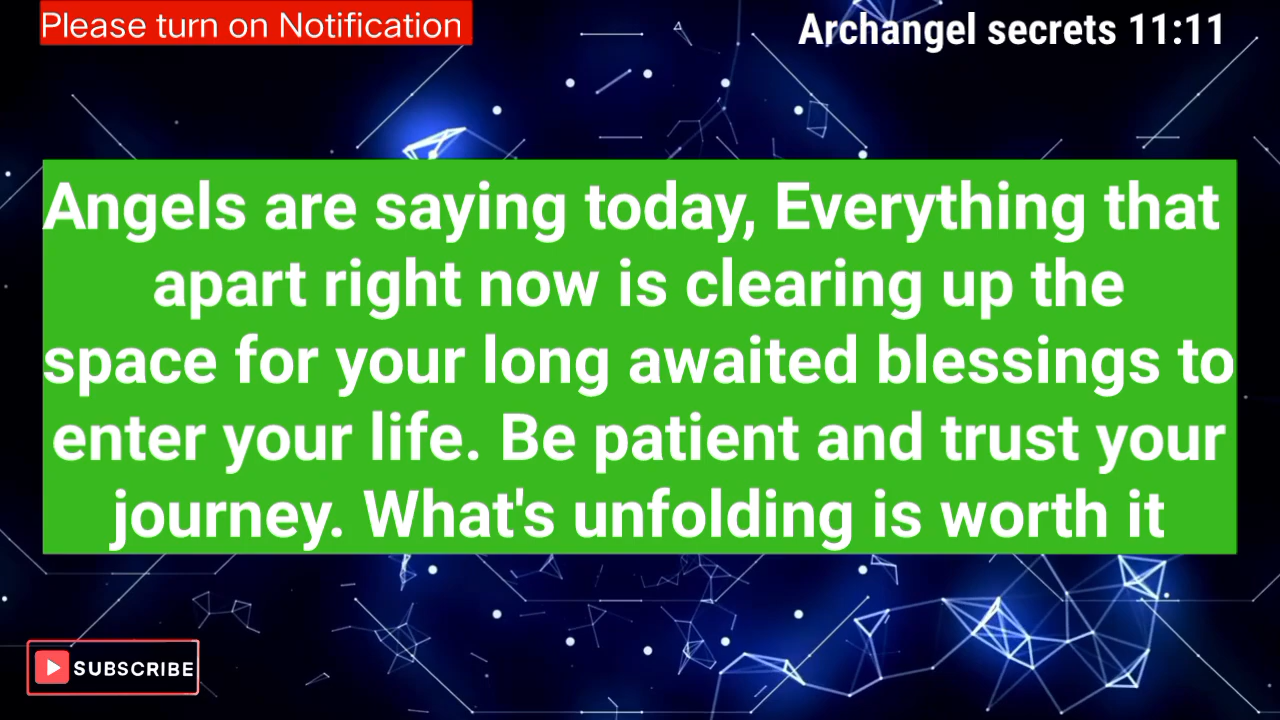 Please turn on Notification
Archangel secrets 11:11
Angels are saying today, Everything that
apart right now is clearing up the
space for your long awaited blessings to
enter your life. Be patient and trust your
journey. What's unfolding is worth it
SUBSCRIBE